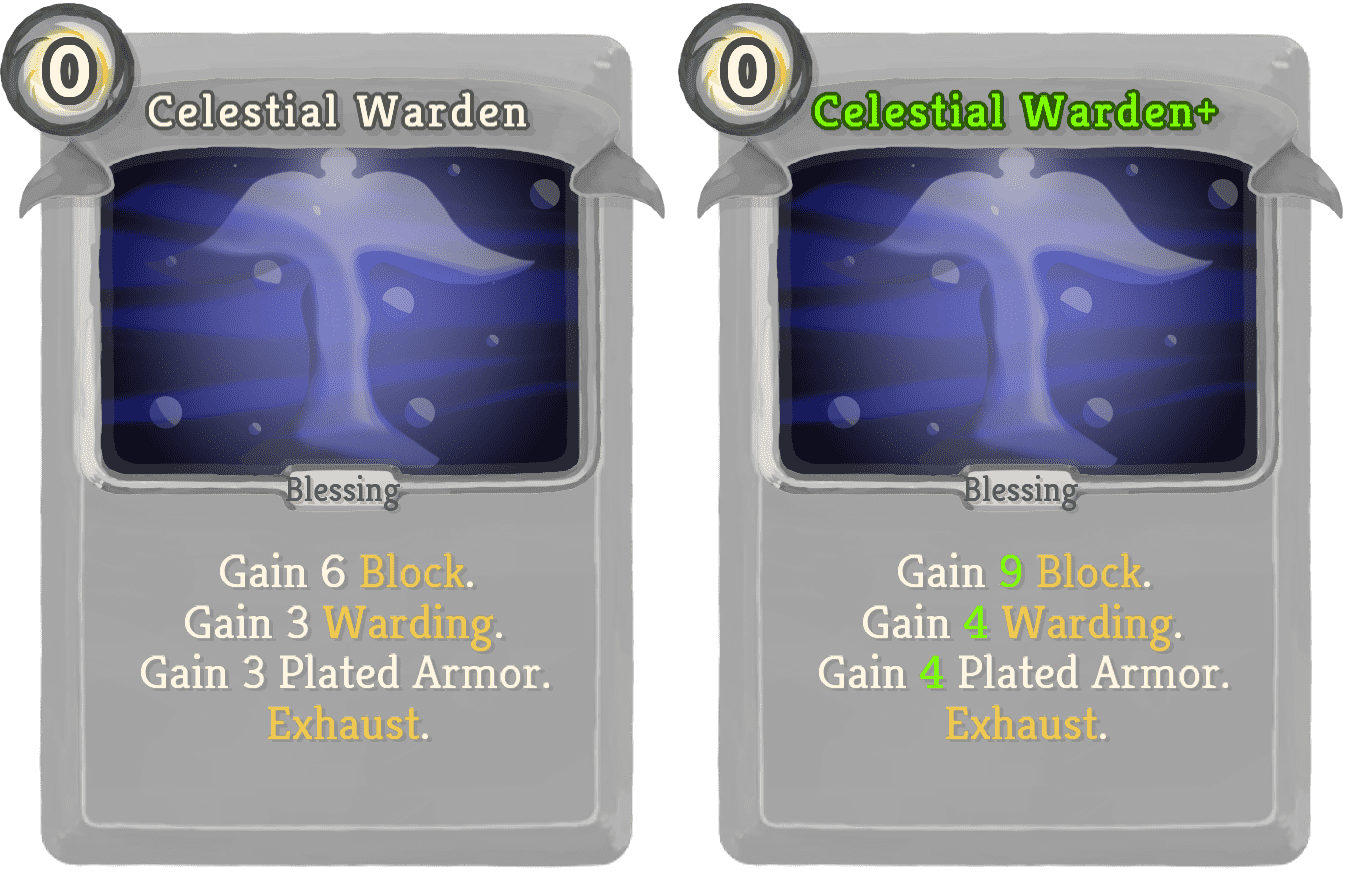 0
Celestial Warden
Blessing
Gain 6 Block.
Gain 3 Warding.
Gain 3 Plated Armor.
Exhaust.
0
Celestial Warden+
Blessing
Gain 9 Block.
Gain 4 Warding.
Gain 4 Plated Armor.
Exhaust.